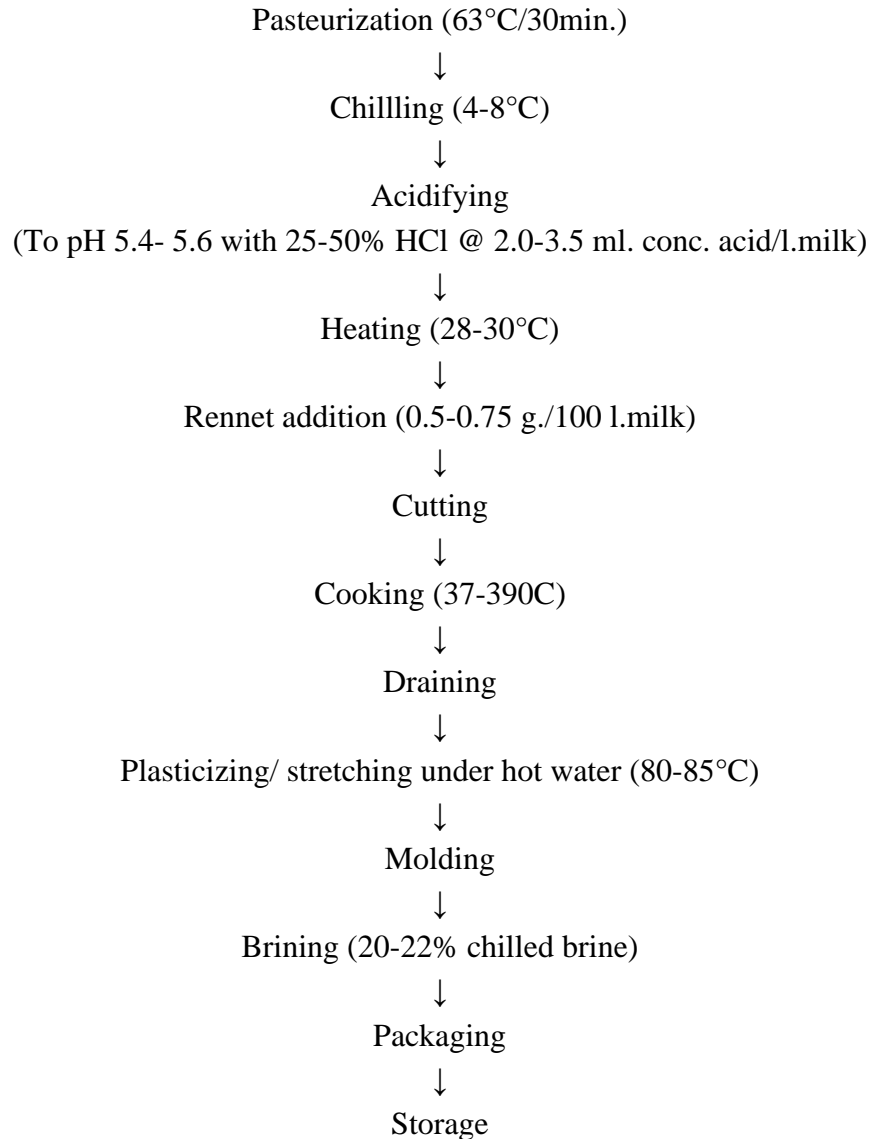 Pasteurization (63°C/30min.)
↓
Chillling (4-8°C)
↓
Acidifying
(To pH 5.4- 5.6 with 25-50% HCl @ 2.0-3.5 ml. conc. acid/l.milk)
↓
Heating (28-30°C)
↓
Rennet addition (0.5-0.75 g./100 l.milk)
↓
Cutting
↓
Cooking (37-390C)
↓
Draining
↓
Plasticizing/ stretching under hot water (80-85°C)
↓
Molding
↓
Brining (20-22% chilled brine)
↓
Packaging
↓
Storage